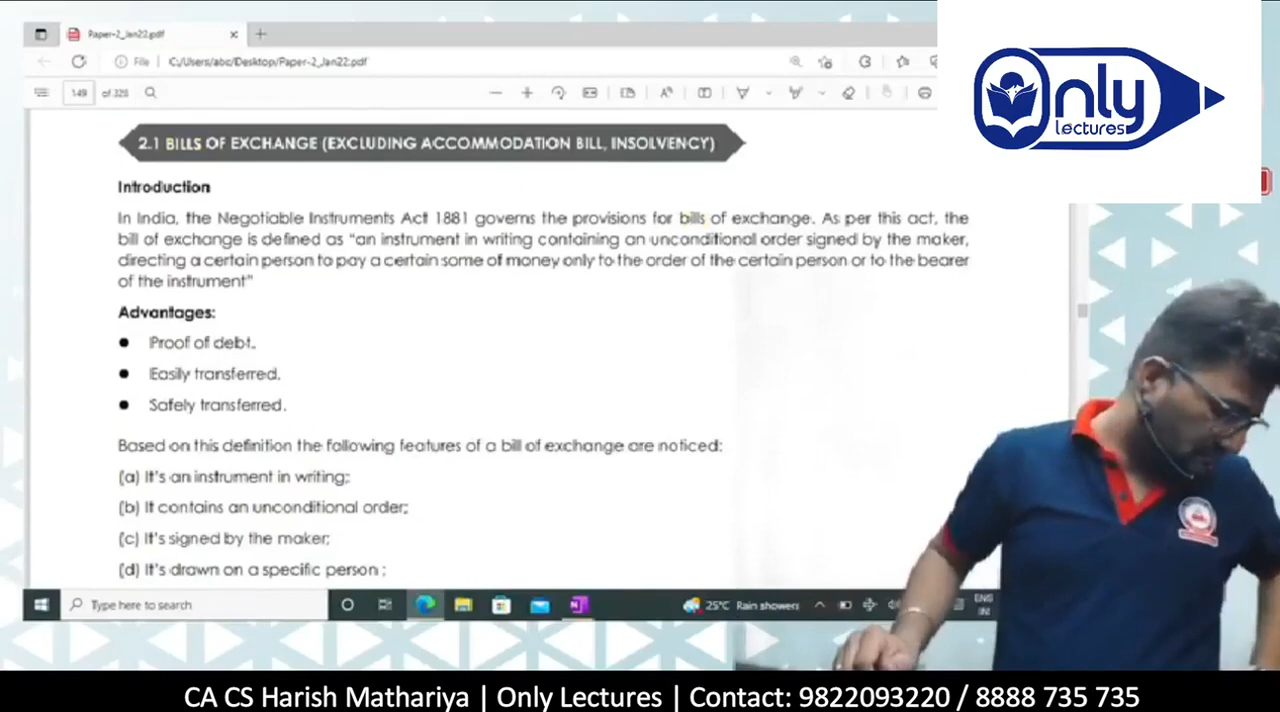 Paper-2_Jan22.pdf
File C:/Users/abc/Desktop/Paper-2_Jan22.pdf
149 of 328
Only
lectures
2.1 BILLS OF EXCHANGE (EXCLUDING ACCOMMODATION BILL, INSOLVENCY)
Introduction
In India, the Negotiable Instruments Act 1881 governs the provisions for bills of exchange. As per this act, the
bill of exchange is defined as "an instrument in writing containing an unconditional order signed by the maker,
directing a certain person to pay a certain some of money only to the order of the certain person or to the bearer
of the instrument"
Advantages:
● Proof of debt.
● Easily transferred.
● Safely transferred.
Based on this definition the following features of a bill of exchange are noticed:
(a) It's an instrument in writing;
(b) It contains an unconditional order;
(c) It's signed by the maker;
(d) It's drawn on a specific person ;
Type here to search
25°C Rain showers
ENG
IN
CA CS Harish Mathariya | Only Lectures | Contact: 9822093220 / 8888 735 735